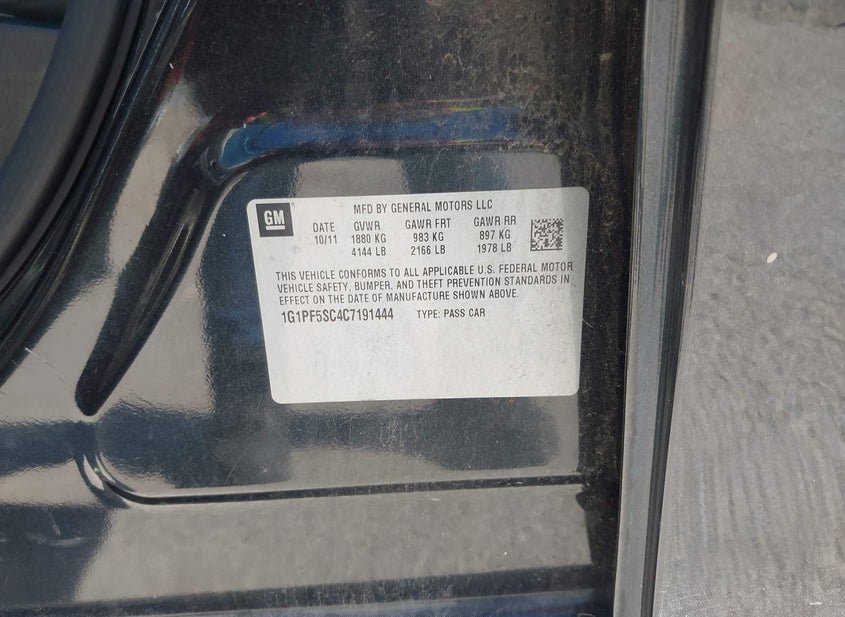 GM
MFD BY GENERAL MOTORS LLC
DATE GVWR GAWR FRT GAWR RR
10/11 1880 KG 983 KG 897 KG
4144 LB 2166 LB 1978 LB
THIS VEHICLE CONFORMS TO ALL APPLICABLE U.S. FEDERAL MOTOR
VEHICLE SAFETY, BUMPER, AND THEFT PREVENTION STANDARDS IN
EFFECT ON THE DATE OF MANUFACTURE SHOWN ABOVE.
1G1PF5SC4C7191444 TYPE: PASS CAR